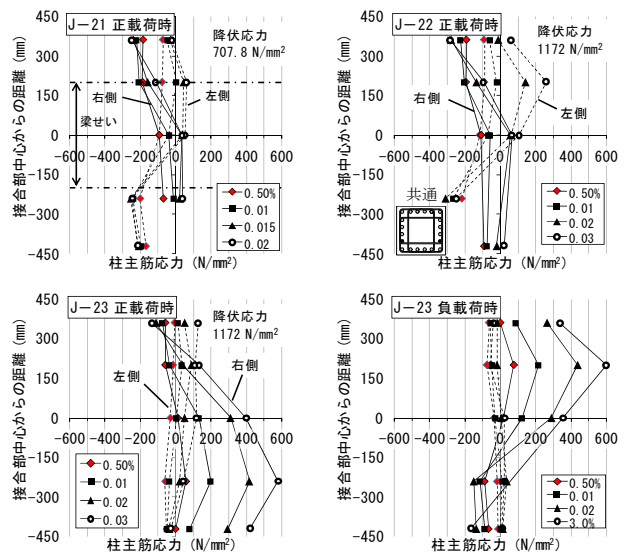 J－21 正載荷時
降伏応力
707.8 N/mm²
右側
左側
梁せい
接合部中心からの距離 (mm)
450
300
150
0
-150
-300
-450
-600 -400 -200 0 200 400 600
柱主筋応力 (N/mm²)
0.50%
0.01
0.015
0.02
J－22 正載荷時
降伏応力
1172 N/mm²
右側
左側
共通
接合部中心からの距離 (mm)
450
300
150
0
-150
-300
-450
-600 -400 -200 0 200 400 600
柱主筋応力 (N/mm²)
0.50%
0.01
0.02
0.03
J－23 正載荷時
降伏応力
1172 N/mm²
左側
右側
接合部中心からの距離 (mm)
450
300
150
0
-150
-300
-450
-600 -400 -200 0 200 400 600
柱主筋応力 (N/mm²)
0.50%
0.01
0.02
0.03
J－23 負載荷時
接合部中心からの距離 (mm)
450
300
150
0
-150
-300
-450
-600 -400 -200 0 200 400 600
柱主筋応力 (N/mm²)
0.50%
0.01
0.02
3.0%